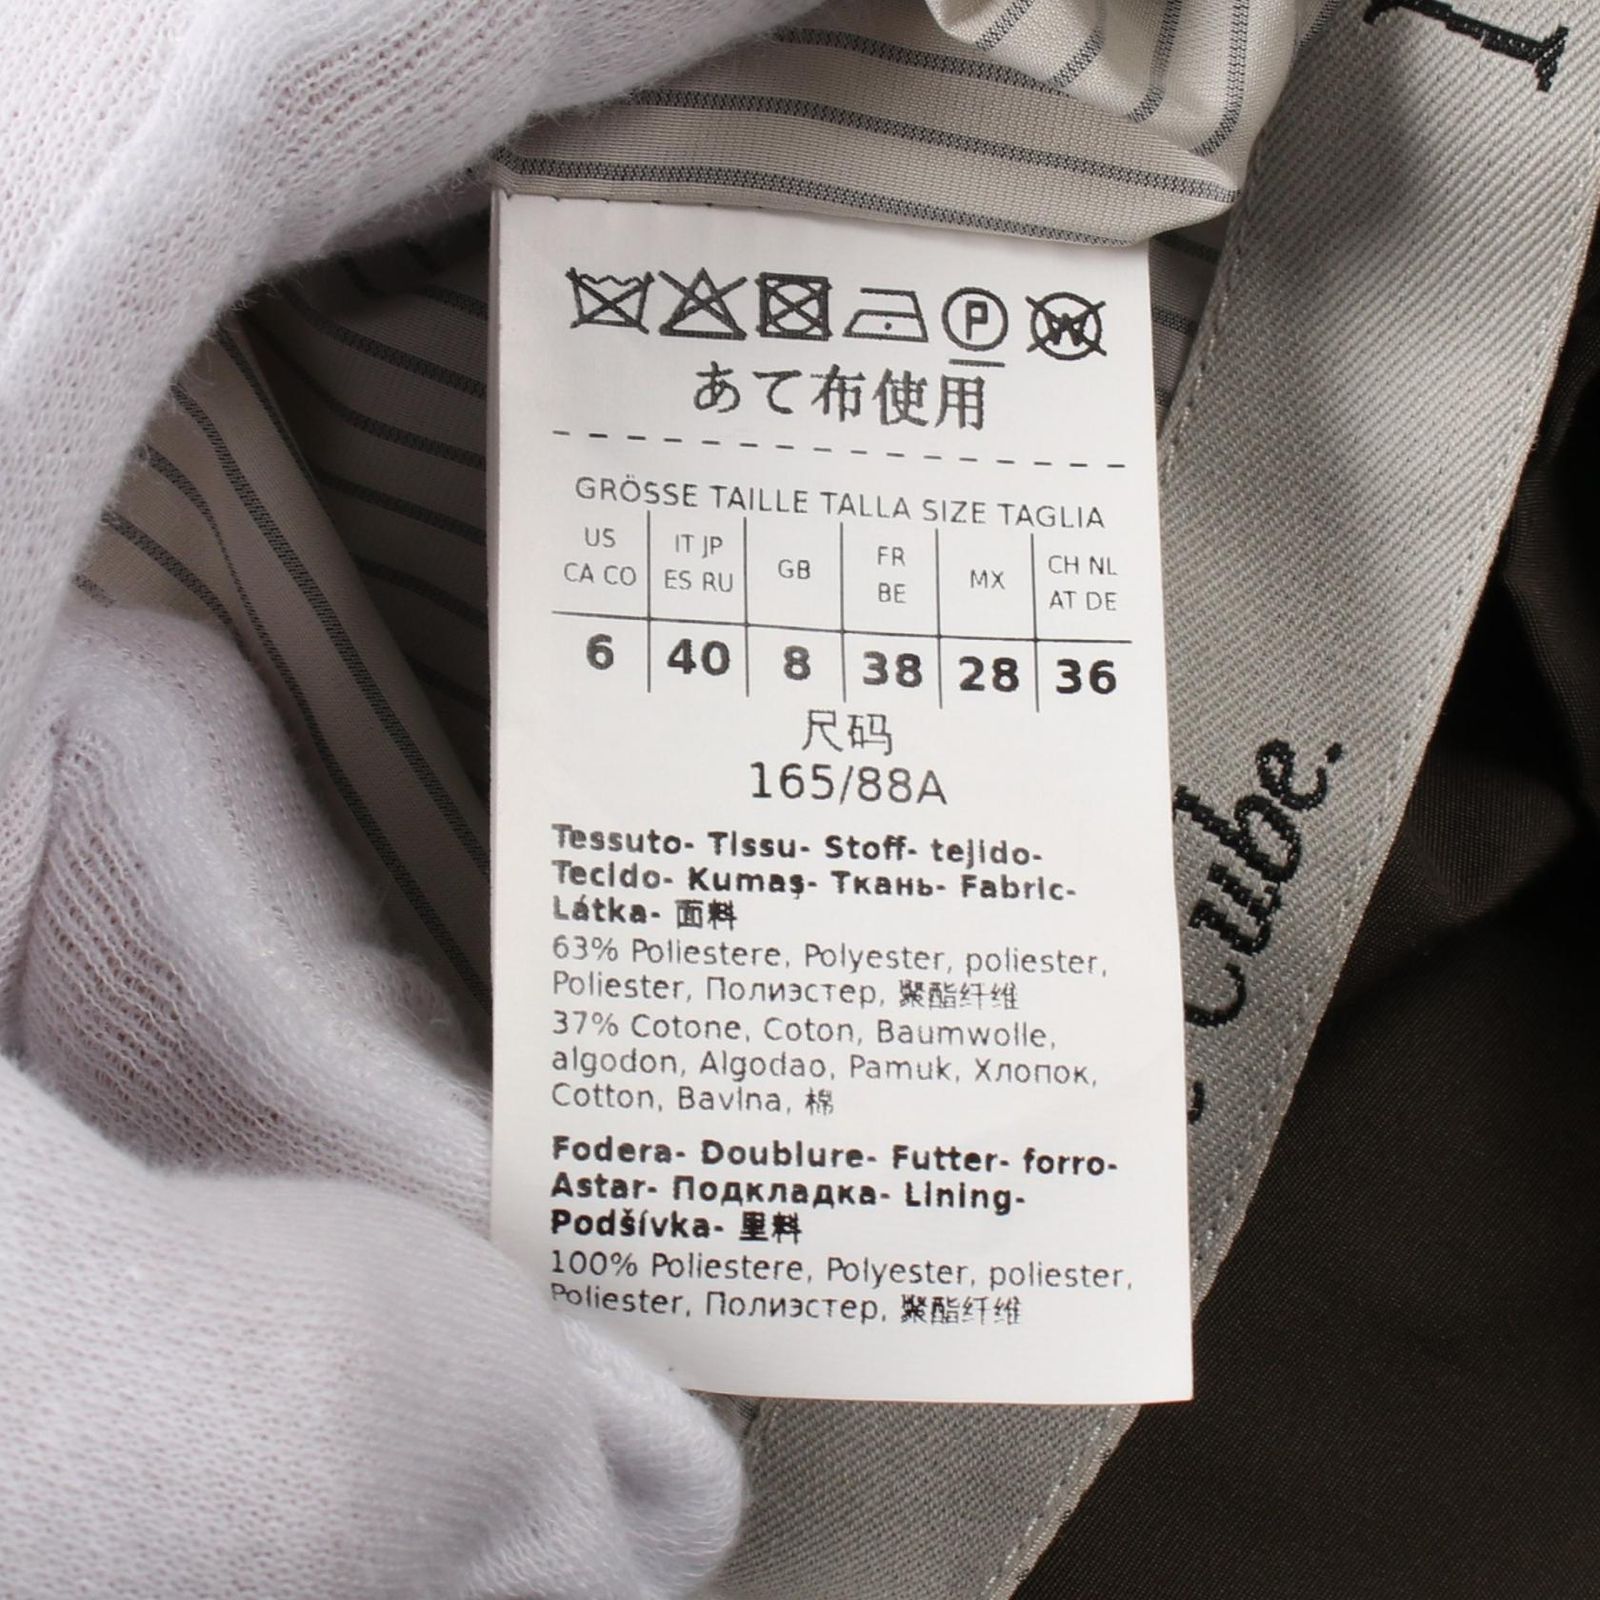 P W
あて布使用
GRÖSSE TAILLE TALLA SIZE TAGLIA
US CA CO | IT JP ES RU | GB | FR BE | MX | CH NL AT DE
6 | 40 | 8 | 38 | 28 | 36
尺码
165/88A
Tessuto- Tissu- Stoff- tejido-
Tecido- Kumaş- Ткань- Fabric-
Látka- 面料
63% Poliestere, Polyester, poliester,
Poliester, Полиэстер, 聚酯纤维
37% Cotone, Coton, Baumwolle,
algodon, Algodao, Pamuk, Хлопок,
Cotton, Bavlna, 棉
Fodera- Doublure- Futter- forro-
Astar- Подкладка- Lining-
Podšívka- 里料
100% Poliestere, Polyester, poliester,
Poliester, Полиэстер, 聚酯纤维
Cube.